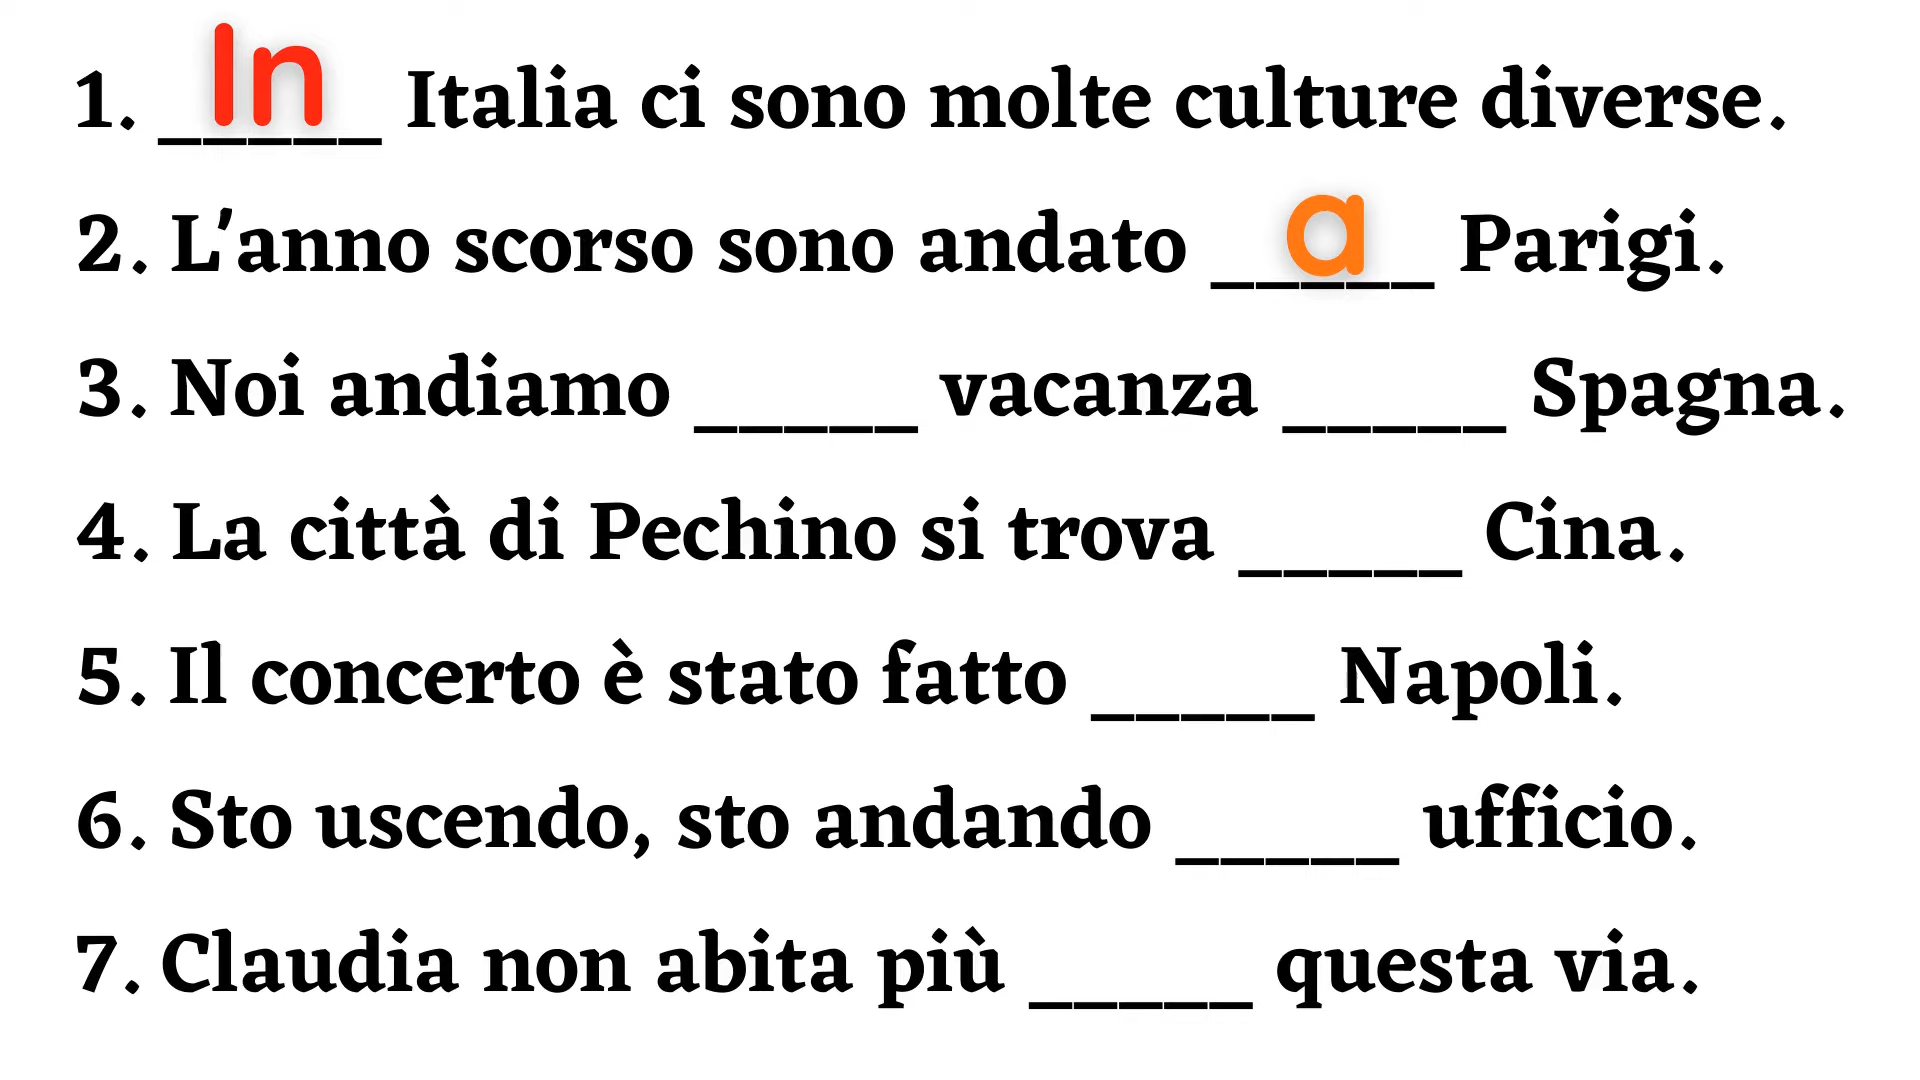 1. In Italia ci sono molte culture diverse.
2. L'anno scorso sono andato a Parigi.
3. Noi andiamo _____ vacanza _____ Spagna.
4. La città di Pechino si trova _____ Cina.
5. Il concerto è stato fatto _____ Napoli.
6. Sto uscendo, sto andando _____ ufficio.
7. Claudia non abita più _____ questa via.